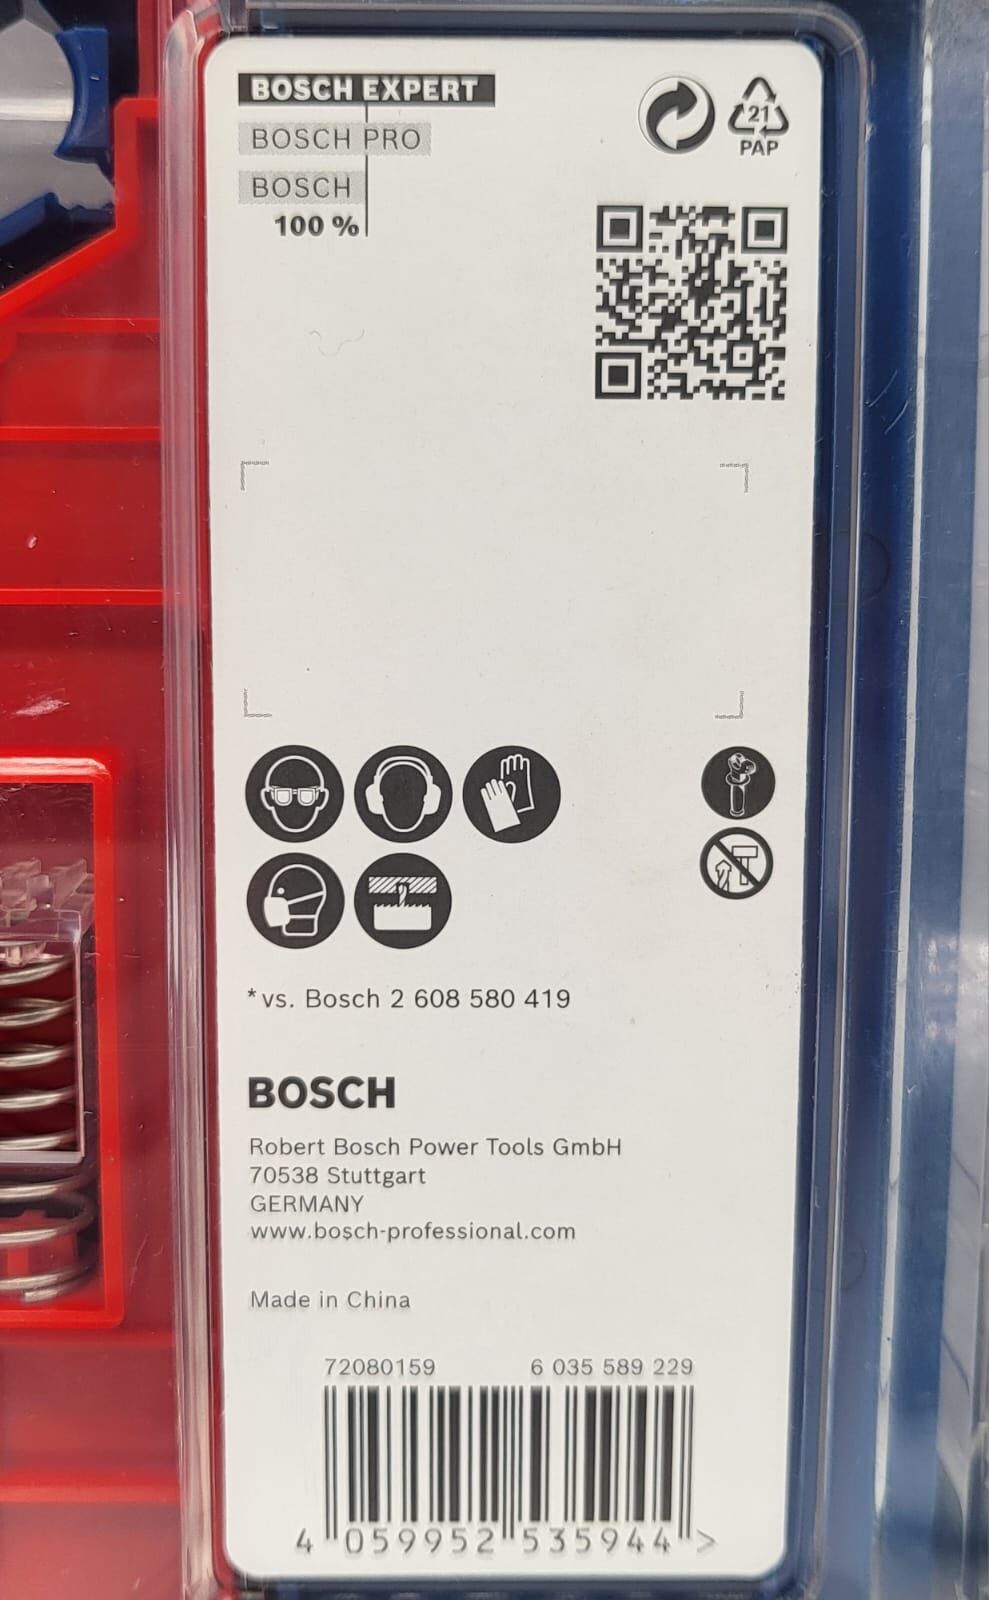 BOSCH EXPERT
BOSCH PRO
BOSCH
100 %
21
PAP
*vs. Bosch 2 608 580 419
BOSCH
Robert Bosch Power Tools GmbH
70538 Stuttgart
GERMANY
www.bosch-professional.com
Made in China
72080159 6 035 589 229
4 059952 535944 >